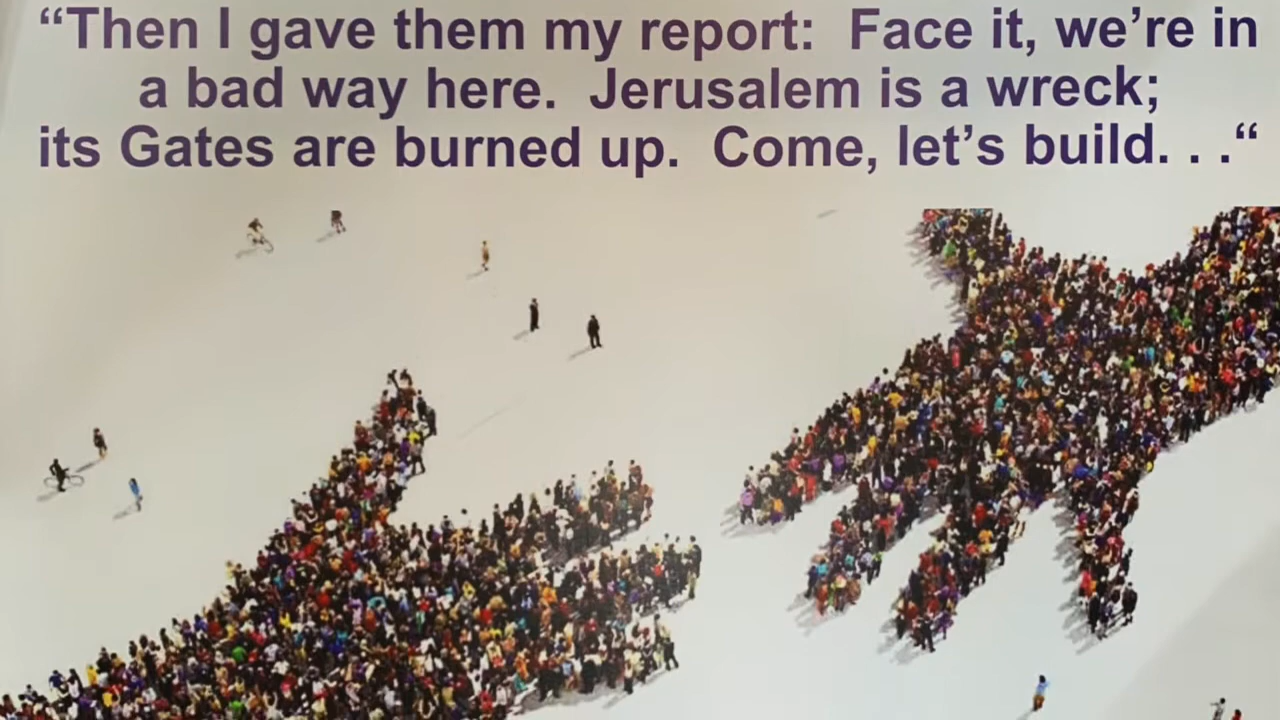 “Then I gave them my report:  Face it, we’re in
a bad way here.  Jerusalem is a wreck;
its Gates are burned up.  Come, let’s build. . .“